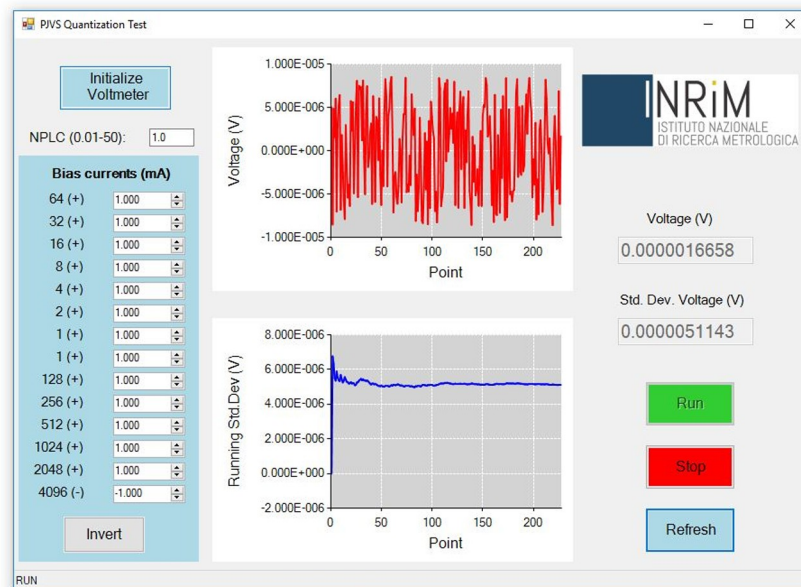 PJVS Quantization Test
Initialize
Voltmeter
NPLC (0.01-50): 1.0
Bias currents (mA)
64 (+) 1.000
32 (+) 1.000
16 (+) 1.000
8 (+) 1.000
4 (+) 1.000
2 (+) 1.000
1 (+) 1.000
1 (+) 1.000
128 (+) 1.000
256 (+) 1.000
512 (+) 1.000
1024 (+) 1.000
2048 (+) 1.000
4096 (-) -1.000
Invert
Voltage (V)
1.000E-005
5.000E-006
0.000E+000
-5.000E-006
-1.000E-005
0 50 100 150 200
Point
Running Std.Dev (V)
8.000E-006
6.000E-006
4.000E-006
2.000E-006
0.000E+000
-2.000E-006
0 50 100 150 200
Point
INRiM
ISTITUTO NAZIONALE
DI RICERCA METROLOGICA
Voltage (V)
0.0000016658
Std. Dev. Voltage (V)
0.0000051143
Run
Stop
Refresh
RUN